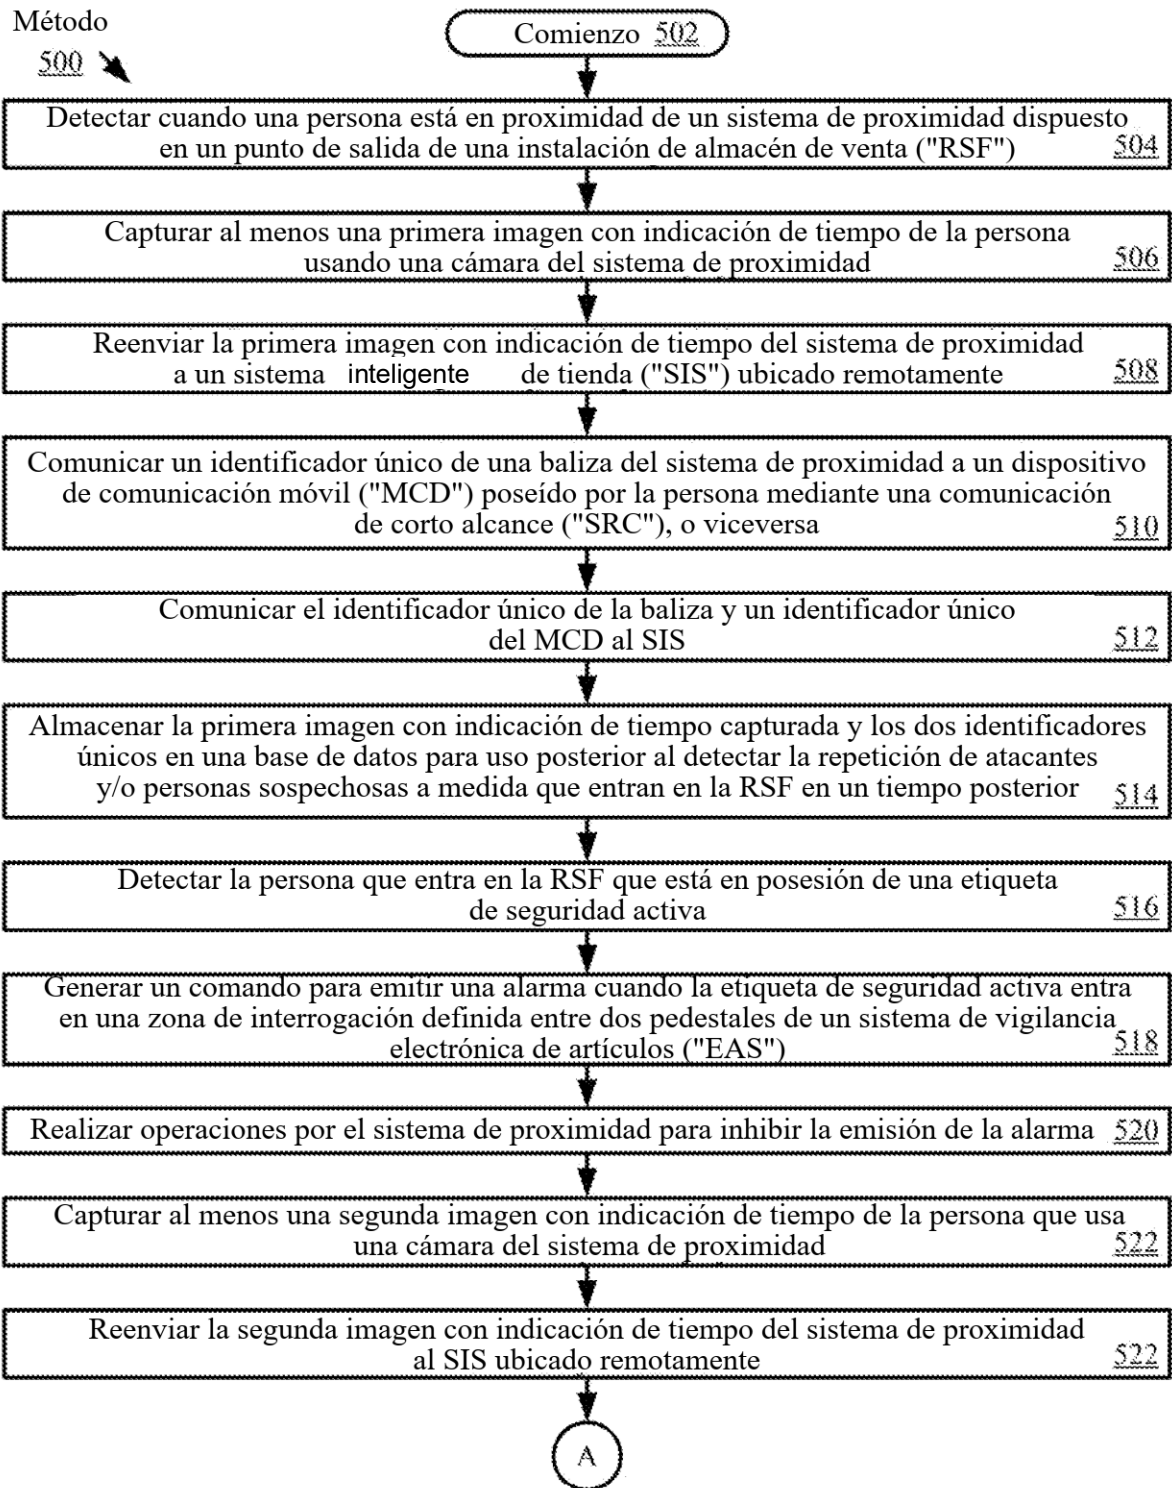 Método
500
Comienzo 502
Detectar cuando una persona está en proximidad de un sistema de proximidad dispuesto
en un punto de salida de una instalación de almacén de venta ("RSF") 504
Capturar al menos una primera imagen con indicación de tiempo de la persona
usando una cámara del sistema de proximidad 506
Reenviar la primera imagen con indicación de tiempo del sistema de proximidad
a un sistema inteligente de tienda ("SIS") ubicado remotamente 508
Comunicar un identificador único de una baliza del sistema de proximidad a un dispositivo
de comunicación móvil ("MCD") poseído por la persona mediante una comunicación
de corto alcance ("SRC"), o viceversa 510
Comunicar el identificador único de la baliza y un identificador único
del MCD al SIS 512
Almacenar la primera imagen con indicación de tiempo capturada y los dos identificadores
únicos en una base de datos para uso posterior al detectar la repetición de atacantes
y/o personas sospechosas a medida que entran en la RSF en un tiempo posterior 514
Detectar la persona que entra en la RSF que está en posesión de una etiqueta
de seguridad activa 516
Generar un comando para emitir una alarma cuando la etiqueta de seguridad activa entra
en una zona de interrogación definida entre dos pedestales de un sistema de vigilancia
electrónica de artículos ("EAS") 518
Realizar operaciones por el sistema de proximidad para inhibir la emisión de la alarma 520
Capturar al menos una segunda imagen con indicación de tiempo de la persona que usa
una cámara del sistema de proximidad 522
Reenviar la segunda imagen con indicación de tiempo del sistema de proximidad
al SIS ubicado remotamente 522
A